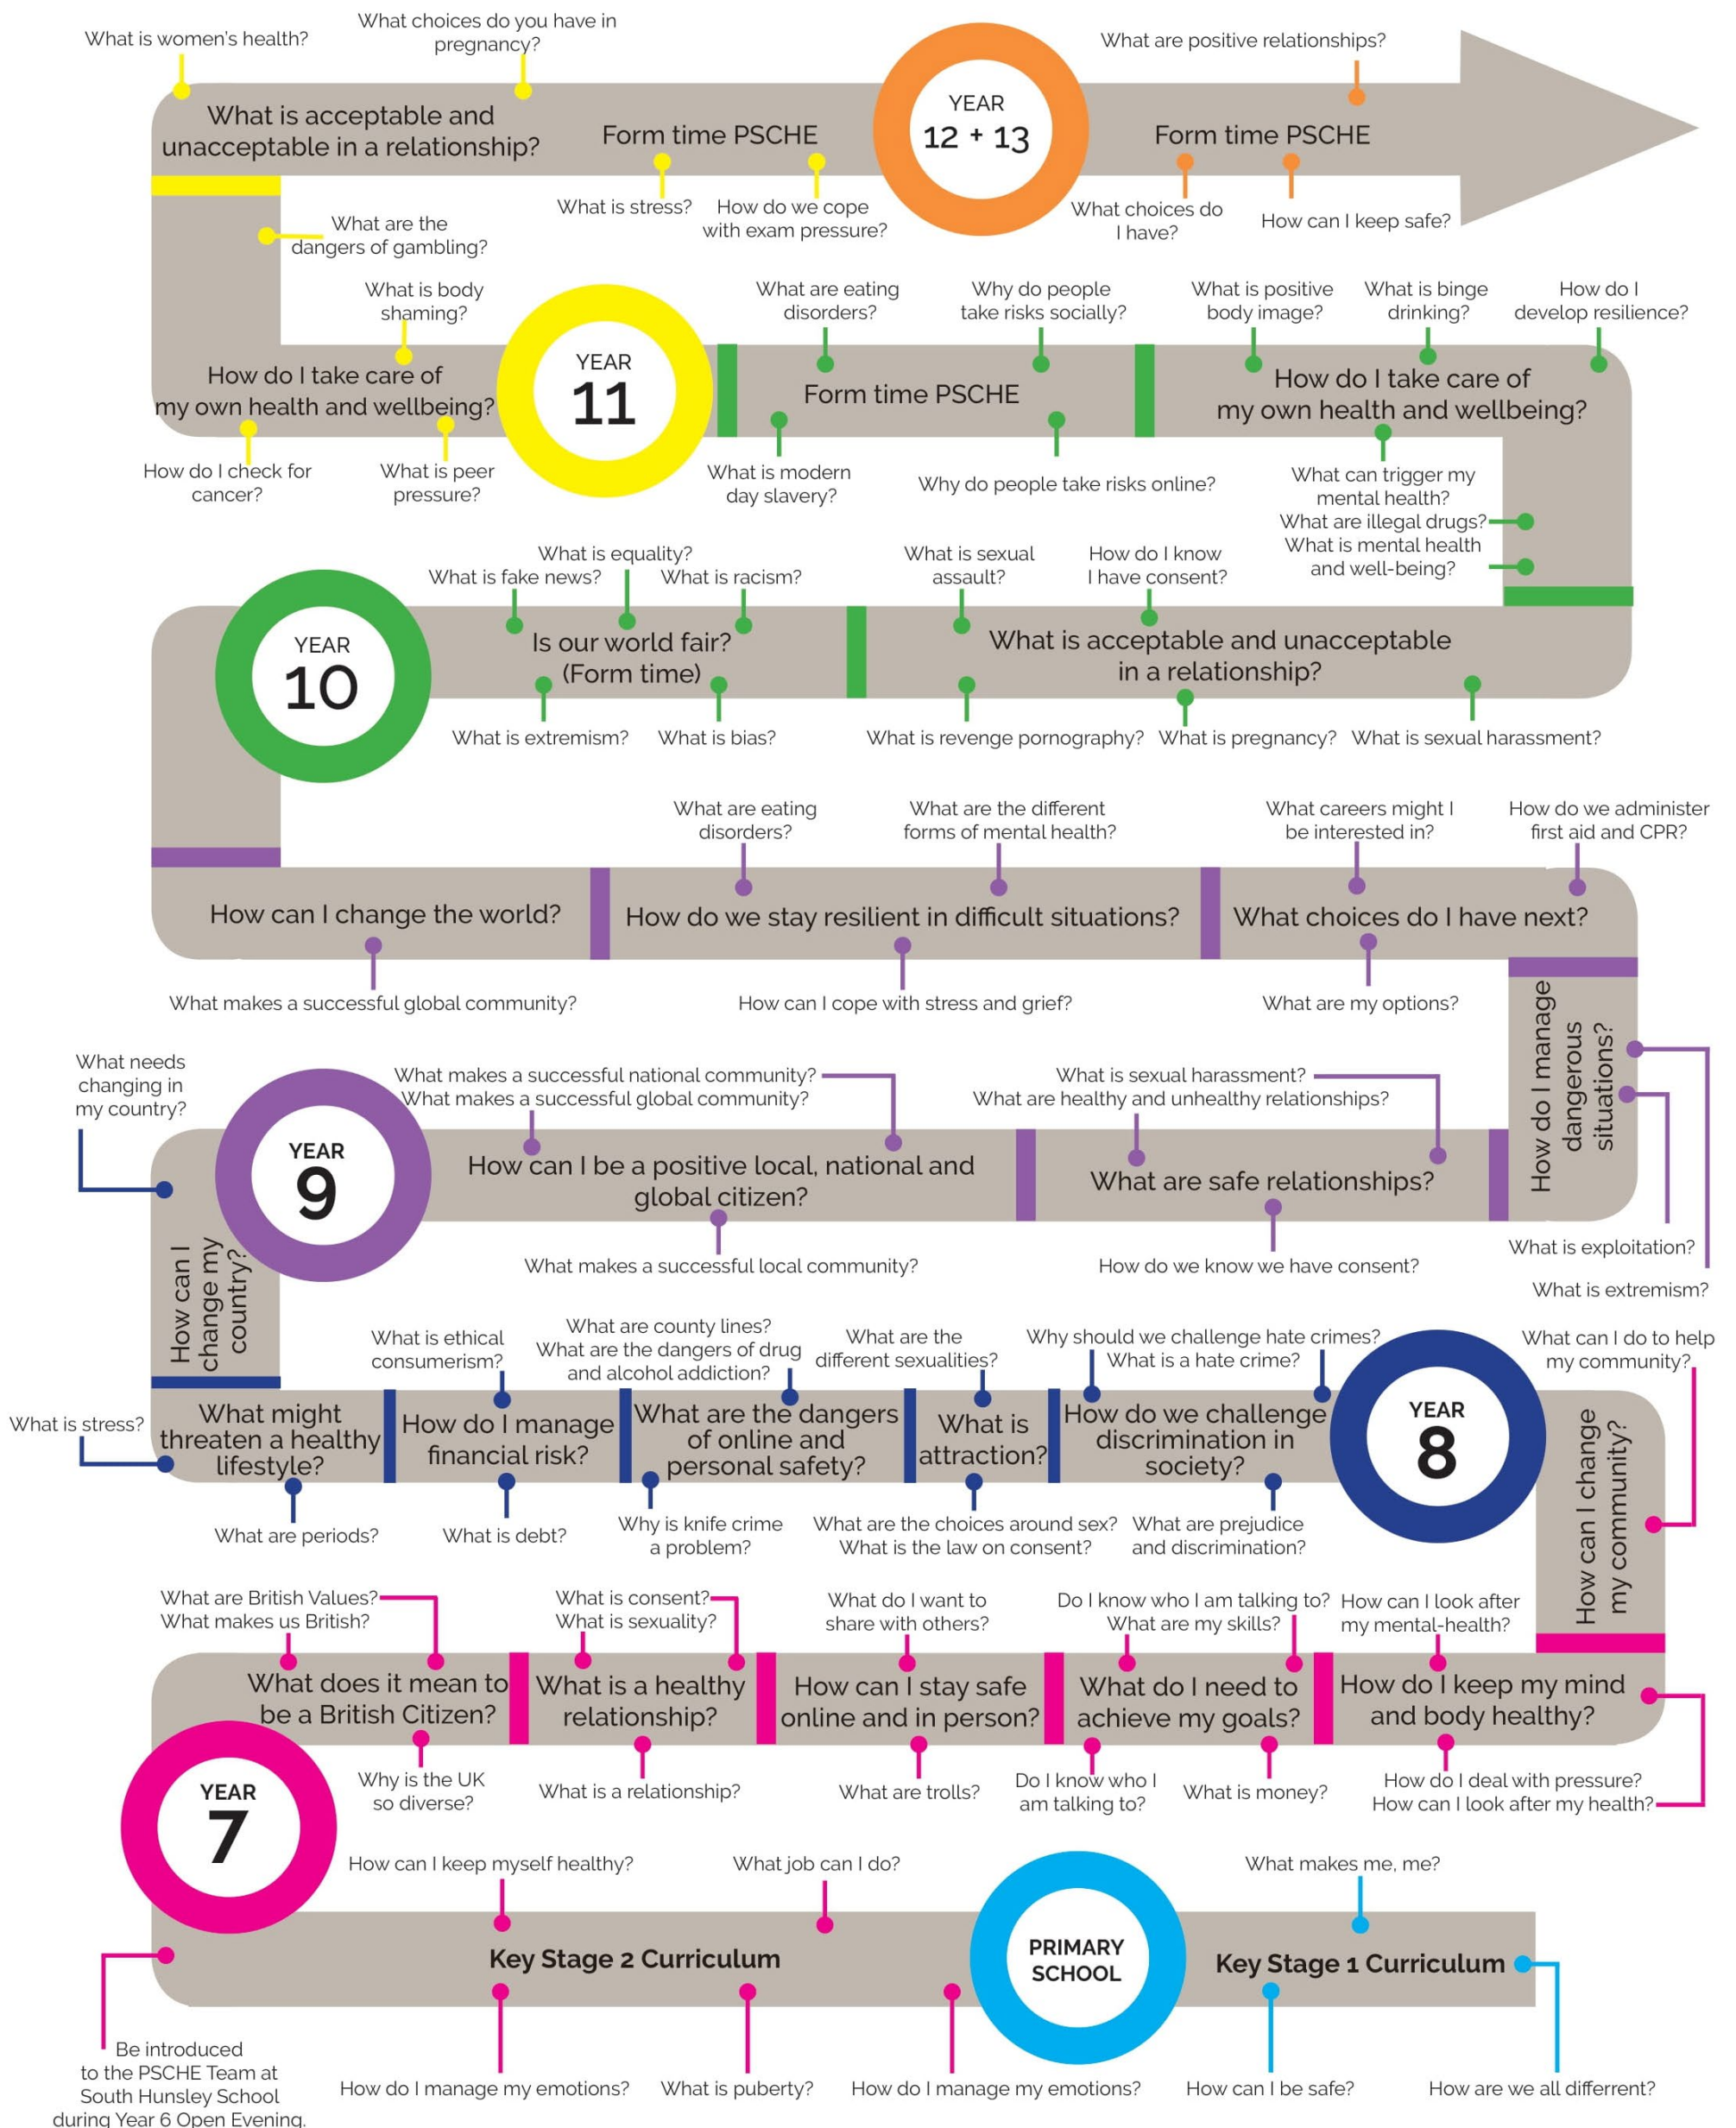 What is women's health?
What choices do you have in
pregnancy?
What are positive relationships?
What is acceptable and
unacceptable in a relationship?
Form time PSCHE
YEAR
12 + 13
Form time PSCHE
What is stress?
How do we cope
with exam pressure?
What choices do
I have?
How can I keep safe?
What are the
dangers of gambling?
What is body
shaming?
What are eating
disorders?
Why do people
take risks socially?
What is positive
body image?
What is binge
drinking?
How do I
develop resilience?
How do I take care of
my own health and wellbeing?
YEAR
11
Form time PSCHE
How do I take care of
my own health and wellbeing?
How do I check for
cancer?
What is peer
pressure?
What is modern
day slavery?
Why do people take risks online?
What can trigger my
mental health?
What are illegal drugs?
What is mental health
and well-being?
What is equality?
What is fake news?
What is racism?
What is sexual
assault?
How do I know
I have consent?
YEAR
10
Is our world fair?
(Form time)
What is acceptable and unacceptable
in a relationship?
What is extremism?
What is bias?
What is revenge pornography?
What is pregnancy?
What is sexual harassment?
What are eating
disorders?
What are the different
forms of mental health?
What careers might I
be interested in?
How do we administer
first aid and CPR?
How can I change the world?
How do we stay resilient in difficult situations?
What choices do I have next?
What makes a successful global community?
How can I cope with stress and grief?
What are my options?
How do I manage
dangerous
situations?
What needs
changing in
my country?
What makes a successful national community?
What makes a successful global community?
What is sexual harassment?
What are healthy and unhealthy relationships?
YEAR
9
How can I be a positive local, national and
global citizen?
What are safe relationships?
What makes a successful local community?
How do we know we have consent?
What is exploitation?
What is extremism?
How can I
change my
country?
What is ethical
consumerism?
What are county lines?
What are the dangers of drug
and alcohol addiction?
What are the
different sexualities?
Why should we challenge hate crimes?
What is a hate crime?
What can I do to help
my community?
What is stress?
What might
threaten a healthy
lifestyle?
How do I manage
financial risk?
What are the dangers
of online and
personal safety?
What is
attraction?
How do we challenge
discrimination in
society?
YEAR
8
How can I change
my community?
What are periods?
What is debt?
Why is knife crime
a problem?
What are the choices around sex?
What is the law on consent?
What are prejudice
and discrimination?
What are British Values?
What makes us British?
What is consent?
What is sexuality?
What do I want to
share with others?
Do I know who I am talking to?
What are my skills?
How can I look after
my mental-health?
What does it mean to
be a British Citizen?
What is a healthy
relationship?
How can I stay safe
online and in person?
What do I need to
achieve my goals?
How do I keep my mind
and body healthy?
YEAR
7
Why is the UK
so diverse?
What is a relationship?
What are trolls?
Do I know who I
am talking to?
What is money?
How do I deal with pressure?
How can I look after my health?
How can I keep myself healthy?
What job can I do?
What makes me, me?
Key Stage 2 Curriculum
PRIMARY
SCHOOL
Key Stage 1 Curriculum
Be introduced
to the PSCHE Team at
South Hunsley School
during Year 6 Open Evening.
How do I manage my emotions?
What is puberty?
How do I manage my emotions?
How can I be safe?
How are we all differrent?